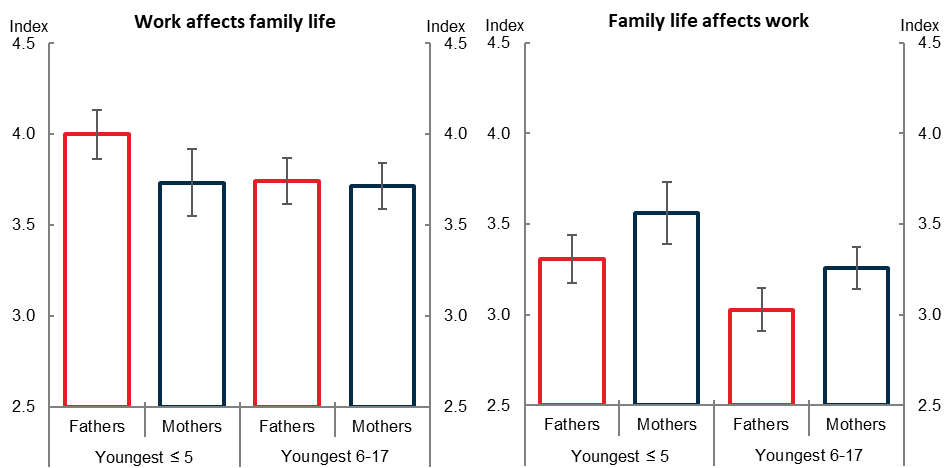 Work affects family life
Index
Index
4.5
4.5
4.0
4.0
3.5
3.5
3.0
3.0
2.5
2.5
Fathers
Mothers
Fathers
Mothers
Youngest ≤ 5
Youngest 6-17
Family life affects work
Index
Index
4.5
4.5
4.0
4.0
3.5
3.5
3.0
3.0
2.5
2.5
Fathers
Mothers
Fathers
Mothers
Youngest ≤ 5
Youngest 6-17